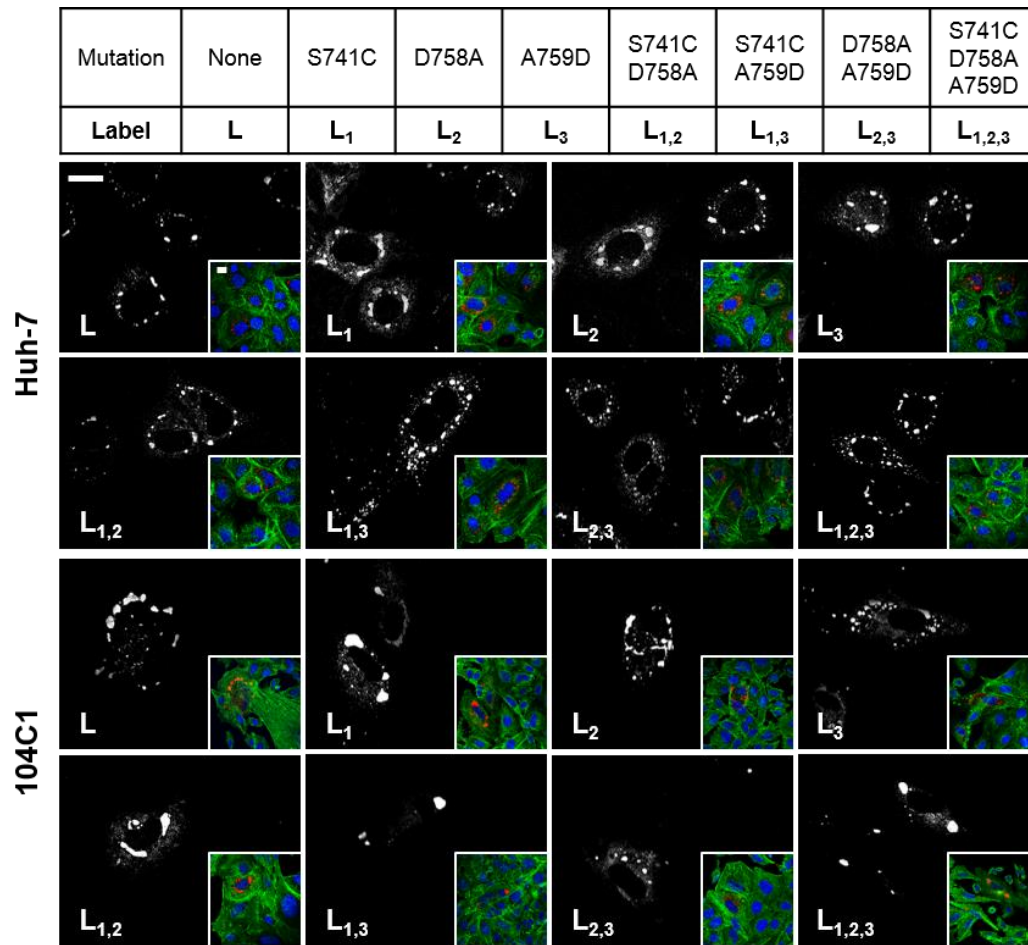 Mutation None S741C D758A A759D S741C D758A S741C A759D D758A A759D S741C D758A A759D
Label L L1 L2 L3 L1,2 L1,3 L2,3 L1,2,3
Huh-7
L L1 L2 L3
L1,2 L1,3 L2,3 L1,2,3
104C1
L L1 L2 L3
L1,2 L1,3 L2,3 L1,2,3